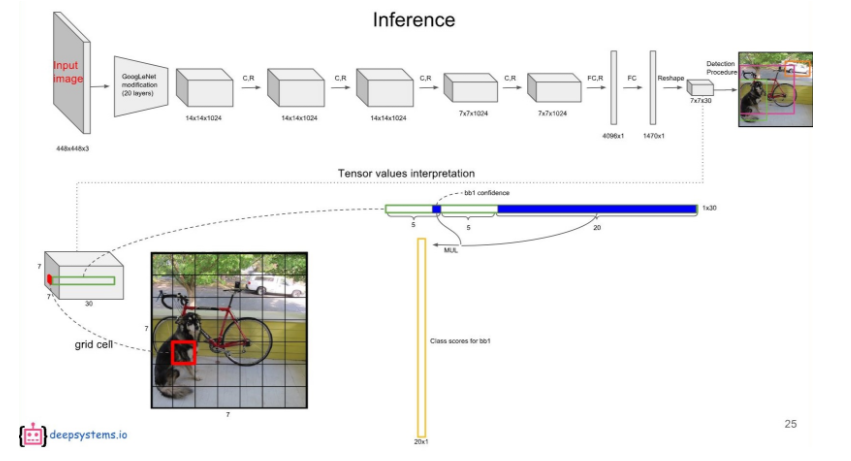 Inference
Input
image
GoogLeNet
modification
(20 layers)
C,R
C,R
C,R
C,R
FC,R
FC
Reshape
Detection
Procedure
448x448x3
14x14x1024
14x14x1024
14x14x1024
7x7x1024
7x7x1024
4096x1
1470x1
7x7x30
Tensor values interpretation
bb1 confidence
1x30
5
5
20
MUL
7
7
30
grid cell
7
7
Class scores for bb1
20x1
deepsystems.io
25